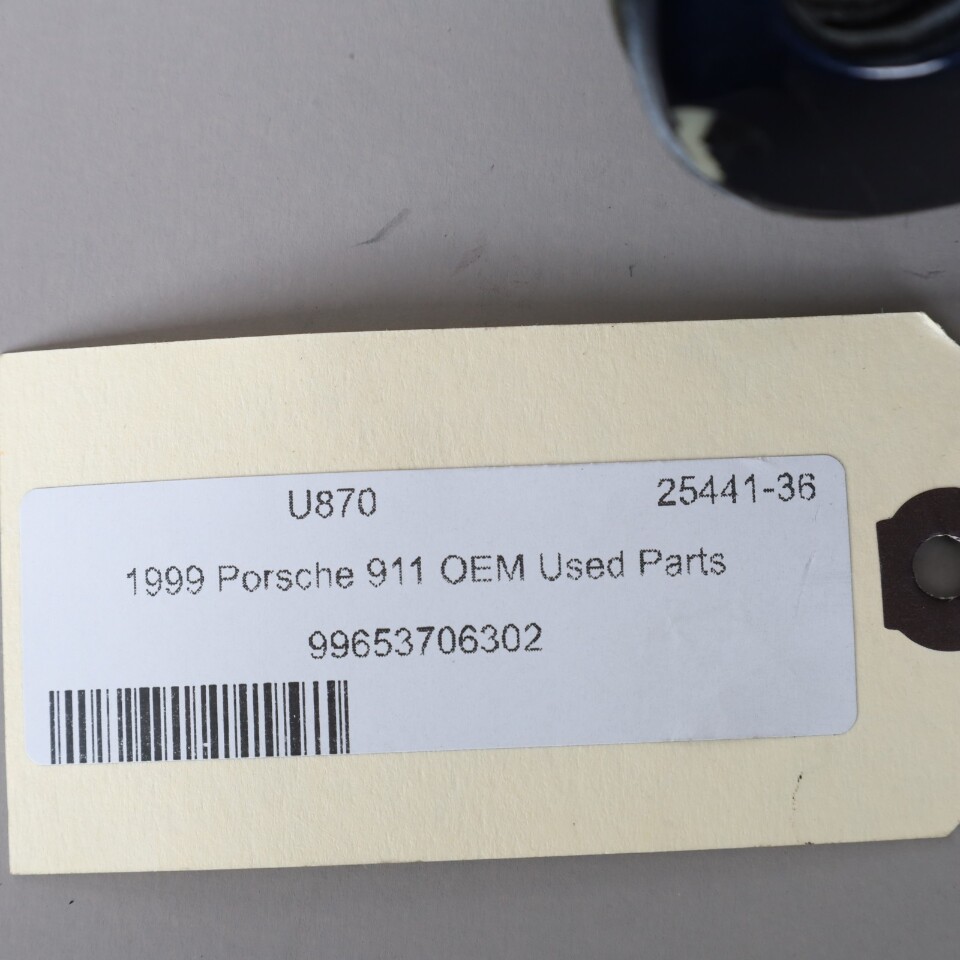 U870 25441-36
1999 Porsche 911 OEM Used Parts
99653706302